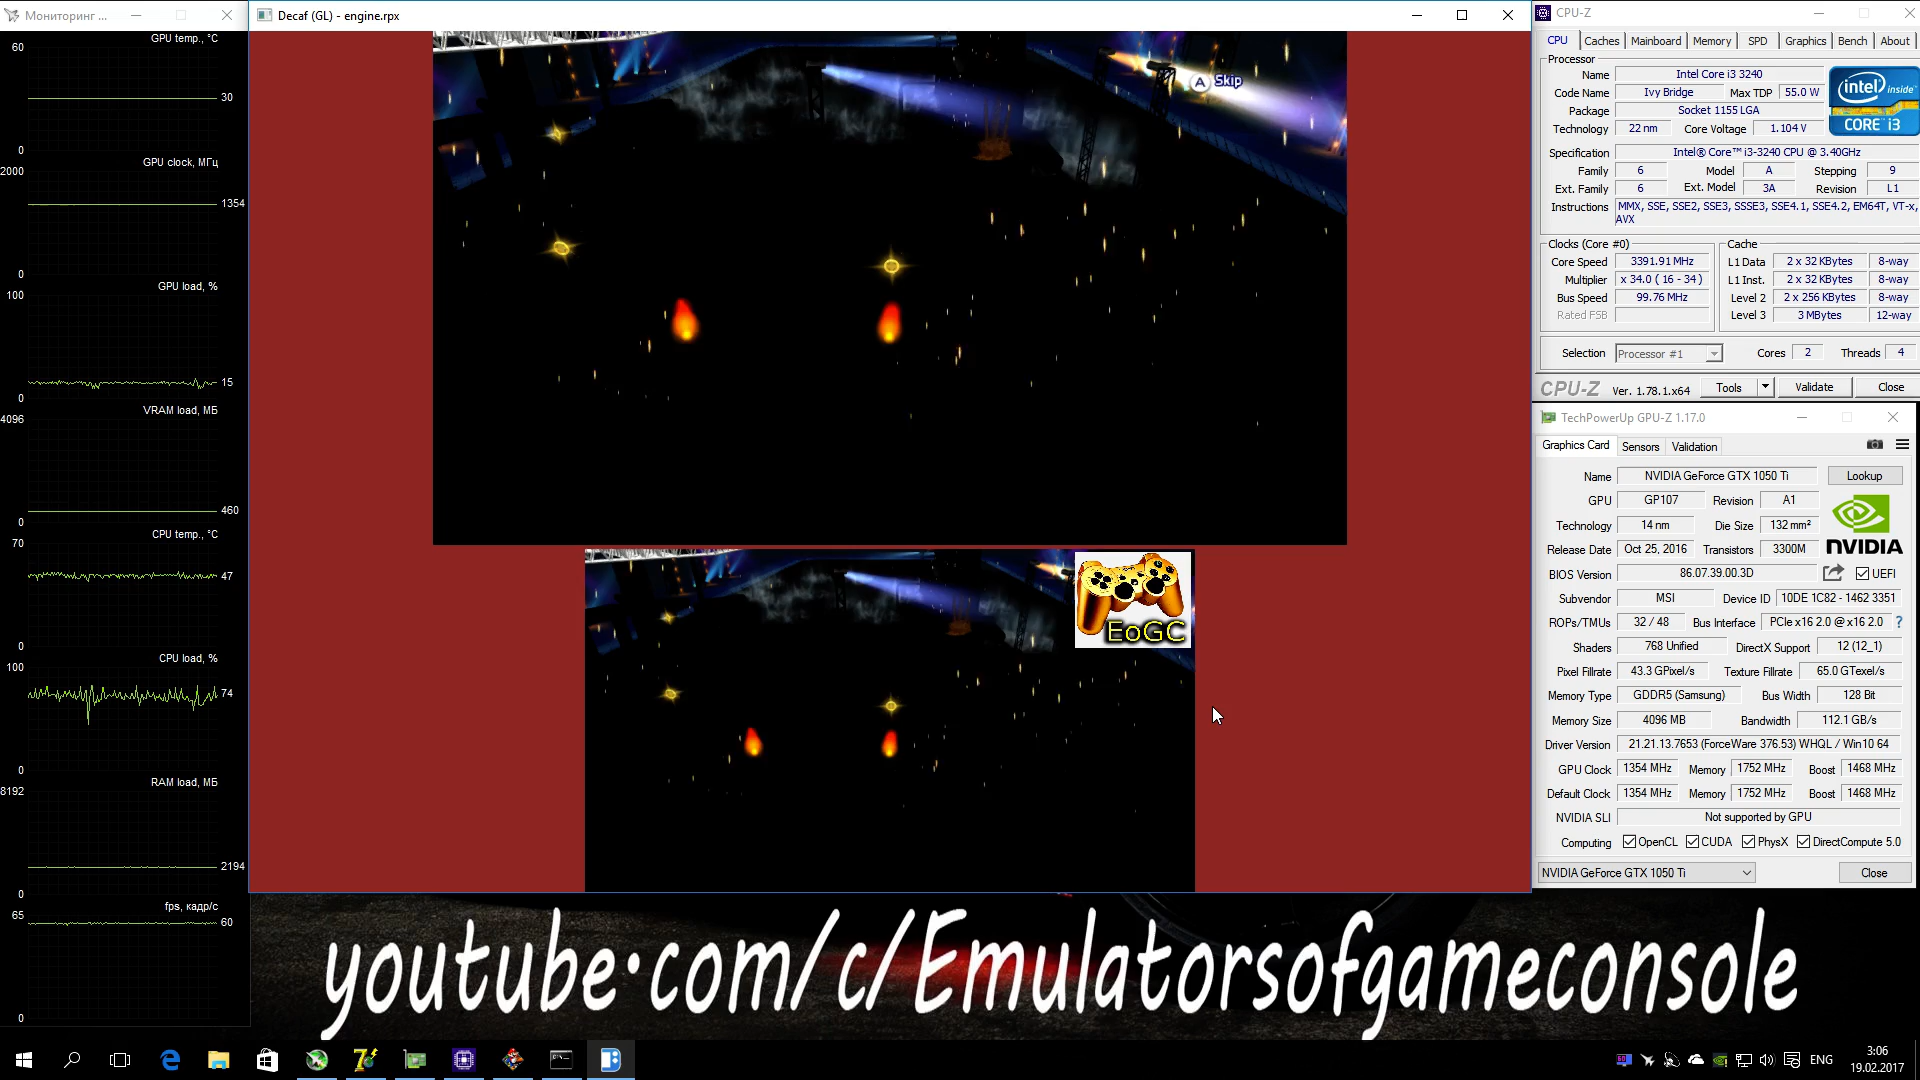 Мониторинг ...
GPU temp., °C
60
30
0
GPU clock, МГц
2000
1354
0
GPU load, %
100
15
0
VRAM load, МБ
4096
460
0
CPU temp., °C
70
47
0
CPU load, %
100
74
0
RAM load, МБ
8192
2194
0
fps, кадр/с
65
60
0
Decaf (GL) - engine.rpx
A Skip
EoGC
CPU-Z
CPU Caches Mainboard Memory SPD Graphics Bench About
Processor
Name Intel Core i3 3240
Code Name Ivy Bridge Max TDP 55.0 W
Package Socket 1155 LGA
Technology 22 nm Core Voltage 1.104 V
intel inside
CORE i3
Specification Intel® Core™ i3-3240 CPU @ 3.40GHz
Family 6 Model A Stepping 9
Ext. Family 6 Ext. Model 3A Revision L1
Instructions MMX, SSE, SSE2, SSE3, SSSE3, SSE4.1, SSE4.2, EM64T, VT-x,
AVX
Clocks (Core #0) Cache
Core Speed 3391.91 MHz L1 Data 2 x 32 KBytes 8-way
Multiplier x 34.0 ( 16 - 34 ) L1 Inst. 2 x 32 KBytes 8-way
Bus Speed 99.76 MHz Level 2 2 x 256 KBytes 8-way
Rated FSB Level 3 3 MBytes 12-way
Selection Processor #1 Cores 2 Threads 4
CPU-Z Ver. 1.78.1.x64 Tools Validate Close
TechPowerUp GPU-Z 1.17.0
Graphics Card Sensors Validation
Name NVIDIA GeForce GTX 1050 Ti Lookup
GPU GP107 Revision A1
Technology 14 nm Die Size 132 mm²
Release Date Oct 25, 2016 Transistors 3300M
NVIDIA
BIOS Version 86.07.39.00.3D UEFI
Subvendor MSI Device ID 10DE 1C82 - 1462 3351
ROPs/TMUs 32 / 48 Bus Interface PCIe x16 2.0 @ x16 2.0 ?
Shaders 768 Unified DirectX Support 12 (12_1)
Pixel Fillrate 43.3 GPixel/s Texture Fillrate 65.0 GTexel/s
Memory Type GDDR5 (Samsung) Bus Width 128 Bit
Memory Size 4096 MB Bandwidth 112.1 GB/s
Driver Version 21.21.13.7653 (ForceWare 376.53) WHQL / Win10 64
GPU Clock 1354 MHz Memory 1752 MHz Boost 1468 MHz
Default Clock 1354 MHz Memory 1752 MHz Boost 1468 MHz
NVIDIA SLI Not supported by GPU
Computing OpenCL CUDA PhysX DirectCompute 5.0
NVIDIA GeForce GTX 1050 Ti Close
youtube.com/c/Emulatorsofgameconsole
ENG
3:06
19.02.2017